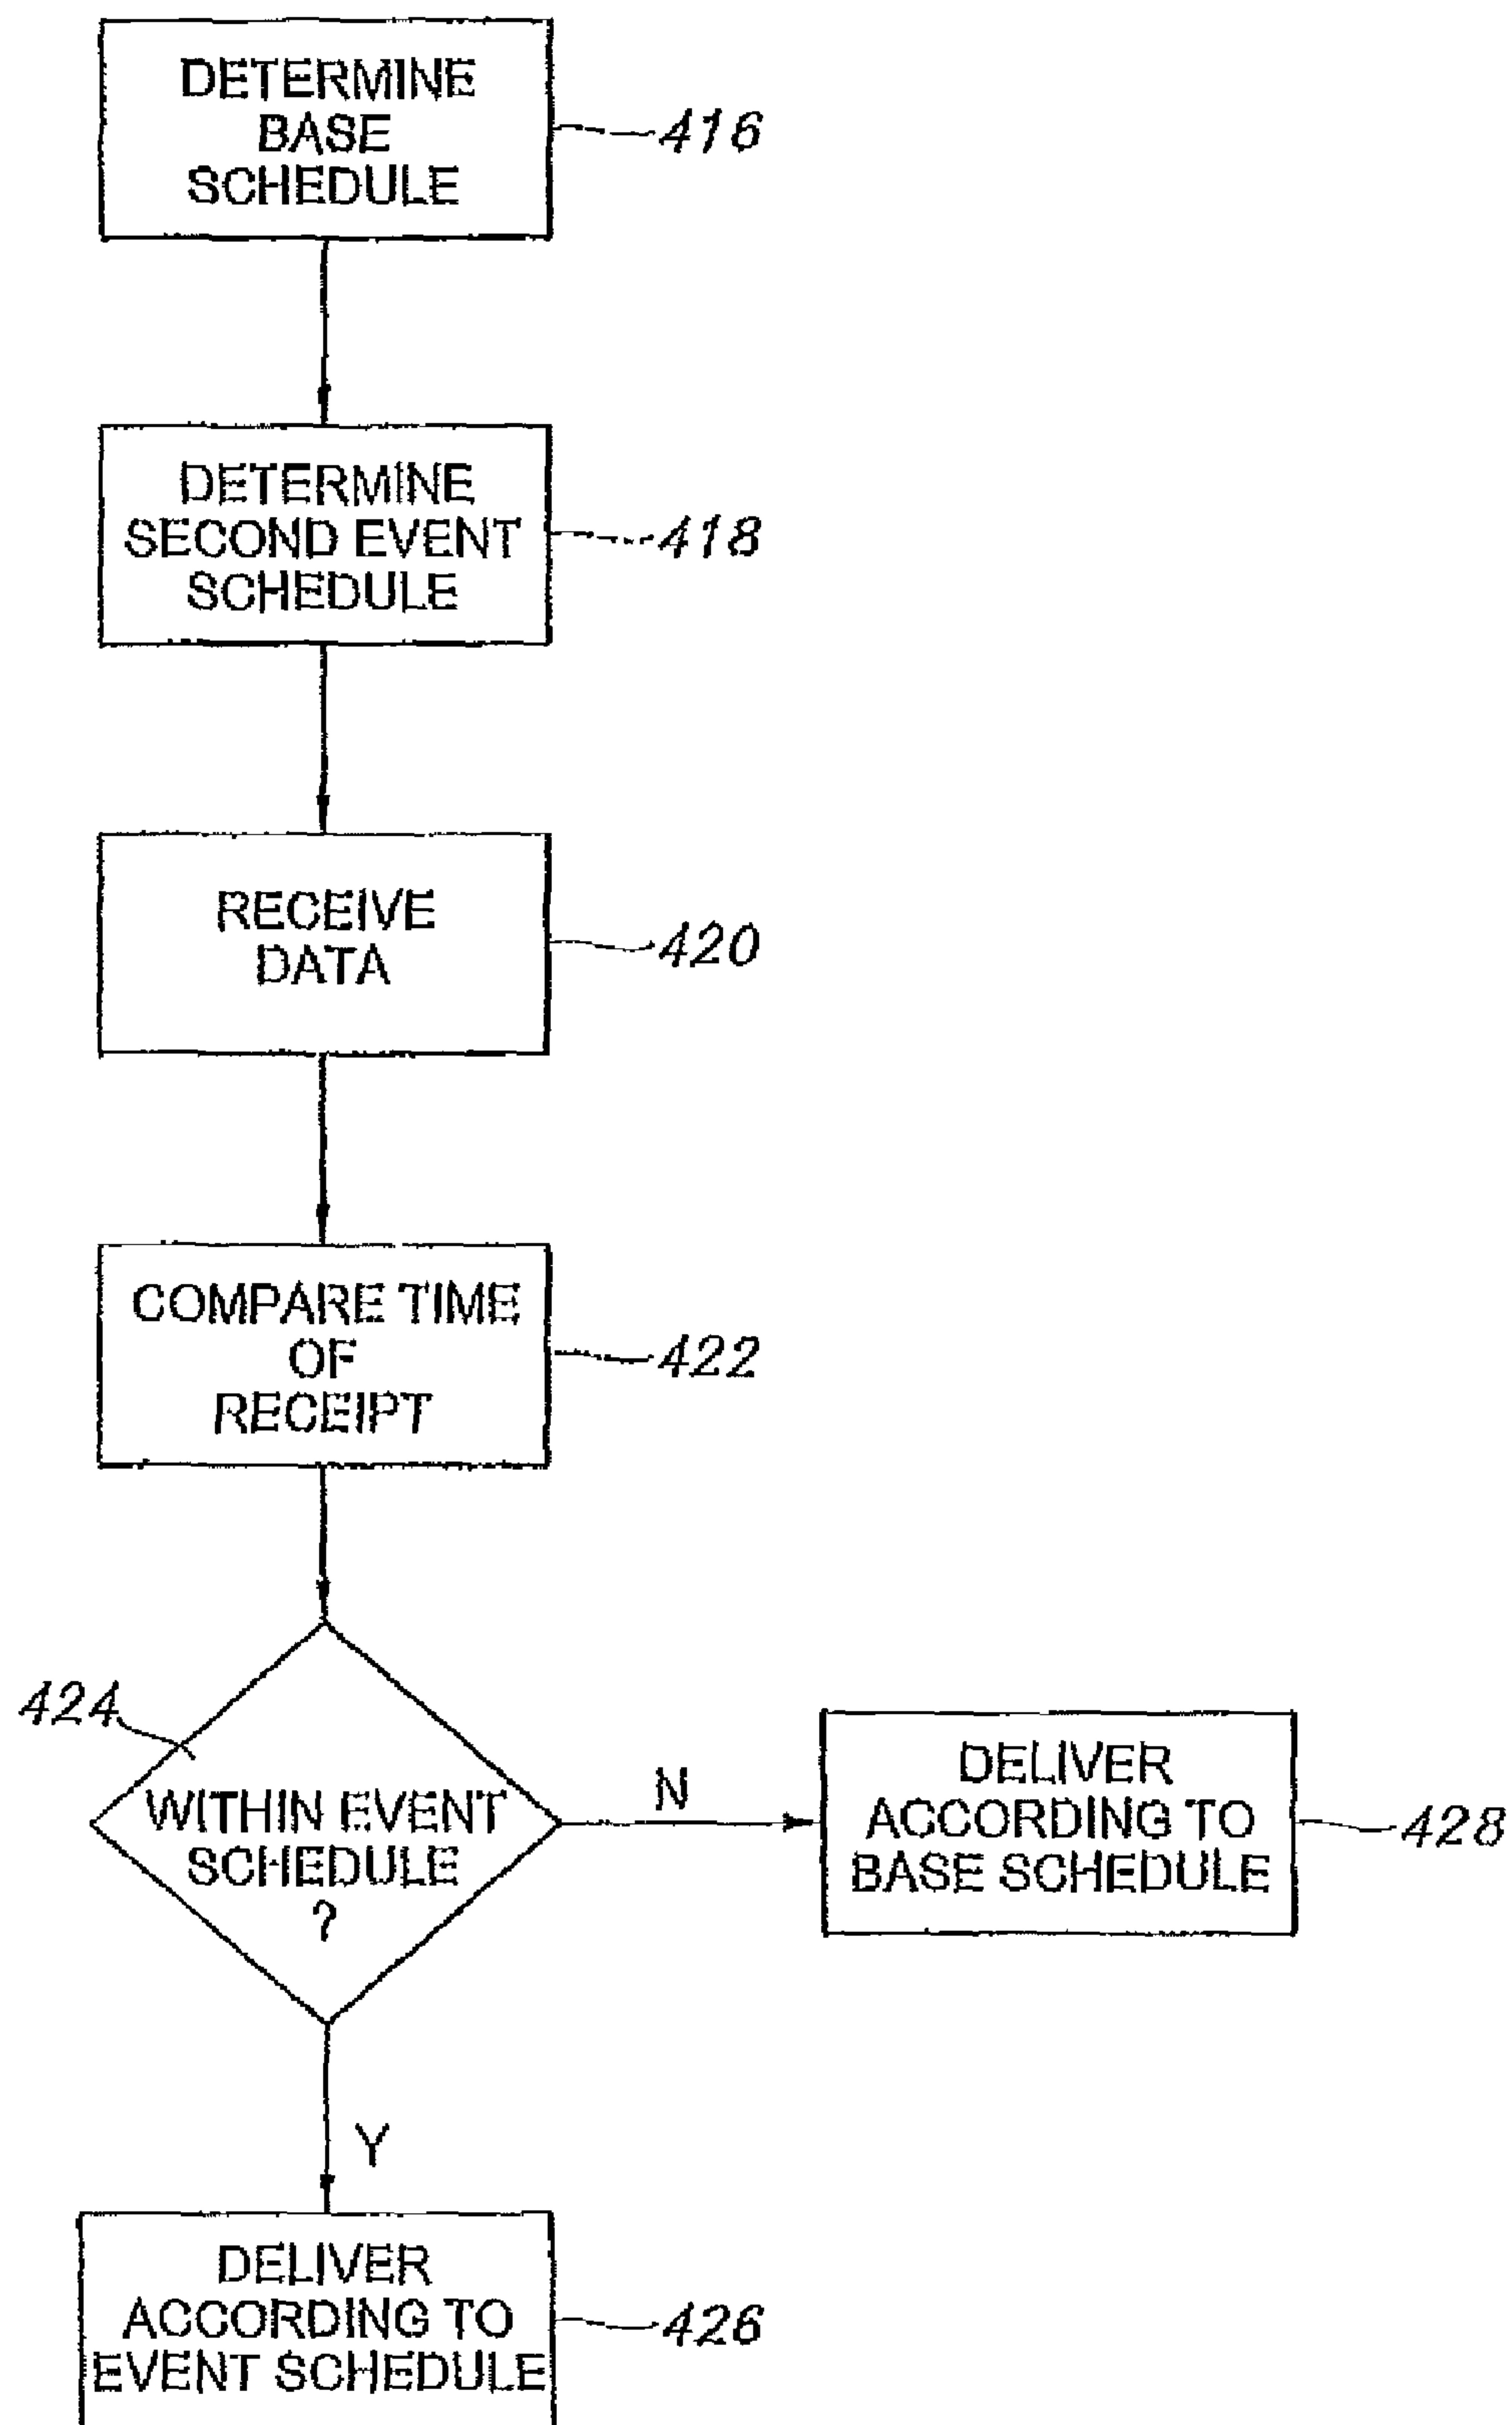 DETERMINE
BASE
SCHEDULE
416
DETERMINE
SECOND EVENT
SCHEDULE
418
RECEIVE
DATA
420
COMPARE TIME
OF
RECEIPT
422
424
WITHIN EVENT
SCHEDULE
?
N
DELIVER
ACCORDING TO
BASE SCHEDULE
428
Y
DELIVER
ACCORDING TO
EVENT SCHEDULE
426